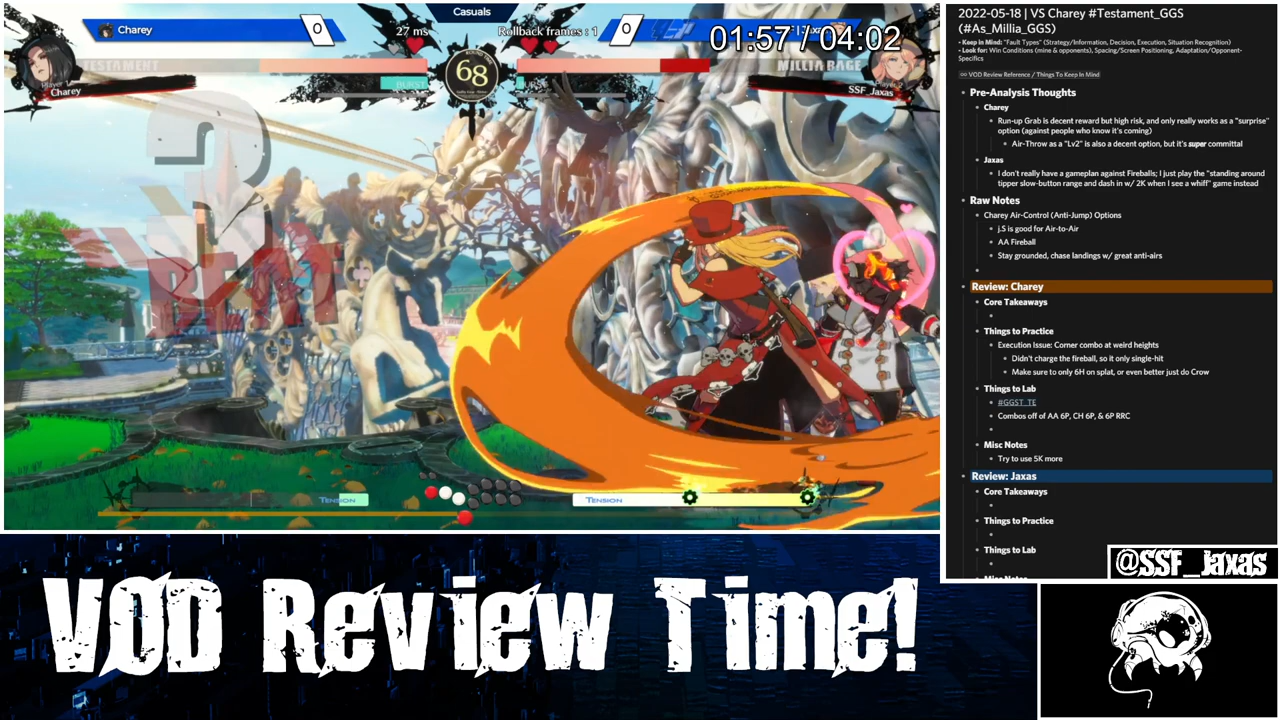 Casuals
Charey
0
27 ms
Rollback frames : 1
0
01:57 / 04:02
TESTAMENT
68
MILLIA RAGE
Player 1
Charey
BURST
BURST
Player 2
SSF_Jaxas
3
BEAT
TENSION
TENSION
2022-05-18 | VS Charey #Testament_GGS
(#As_Millia_GGS)
• Keep in Mind: "Fault Types" (Strategy/Information, Decision, Execution, Situation Recognition)
• Look for: Win Conditions (mine & opponents), Spacing/Screen Positioning, Adaptation/Opponent-
Specifics
VOD Review Reference / Things To Keep In Mind
Pre-Analysis Thoughts
Charey
Run-up Grab is decent reward but high risk, and only really works as a "surprise"
option (against people who know it's coming)
Air-Throw as a "Lv2" is also a decent option, but it's super committal
Jaxas
I don't really have a gameplan against Fireballs; I just play the "standing around
tipper slow-button range and dash in w/ 2K when I see a whiff" game instead
Raw Notes
Charey Air-Control (Anti-Jump) Options
j.S is good for Air-to-Air
AA Fireball
Stay grounded, chase landings w/ great anti-airs
Review: Charey
Core Takeaways
Things to Practice
Execution Issue: Corner combo at weird heights
Didn't charge the fireball, so it only single-hit
Make sure to only 6H on splat, or even better just do Crow
Things to Lab
#GGST_TE
Combos off of AA 6P, CH 6P, & 6P RRC
Misc Notes
Try to use 5K more
Review: Jaxas
Core Takeaways
Things to Practice
Things to Lab
Misc Notes
@SSF_Jaxas
VOD Review Time!